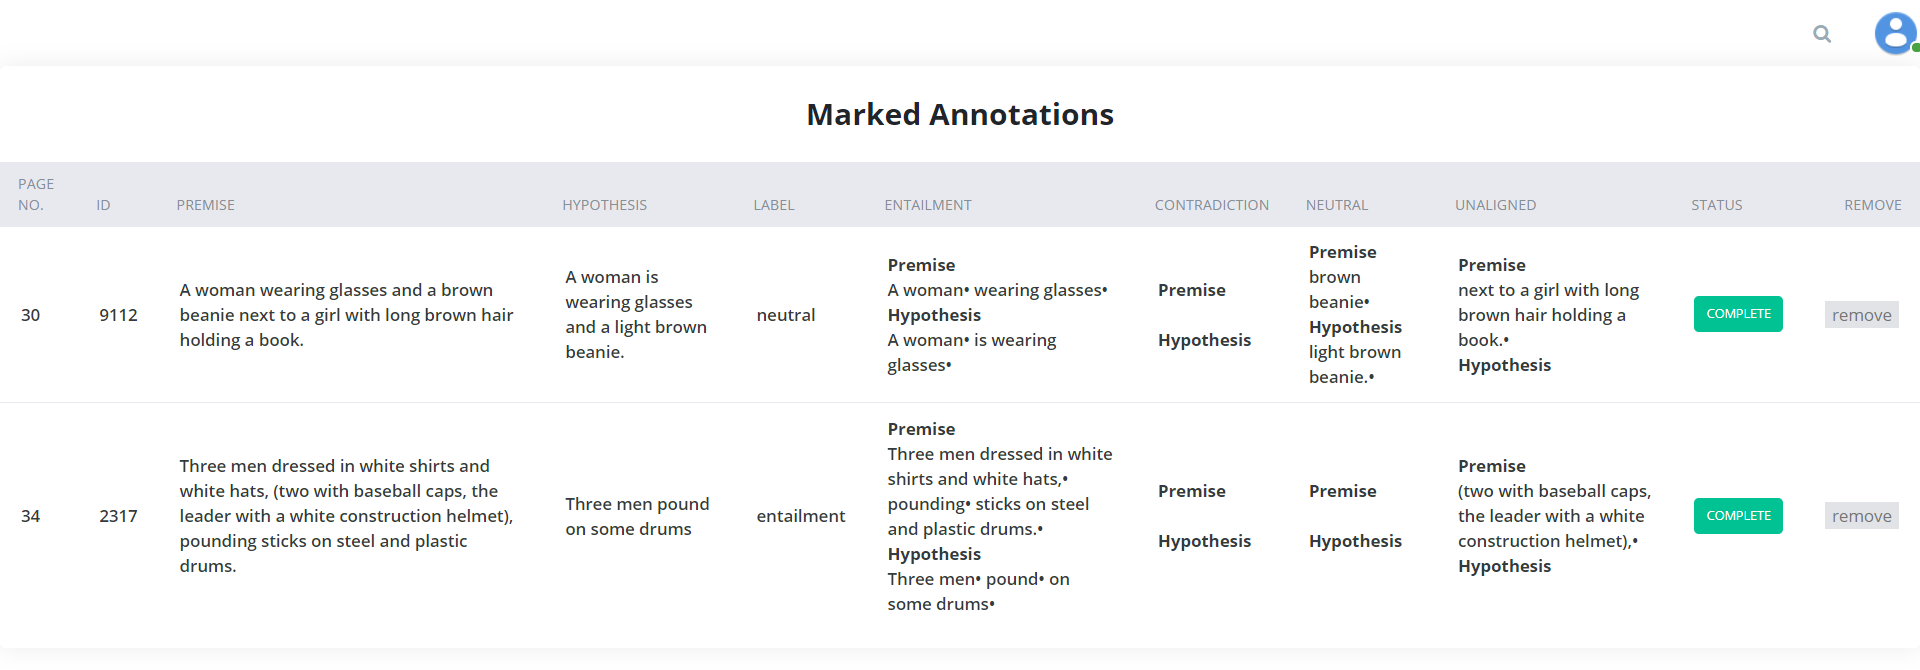 Marked Annotations
PAGE
NO.
ID
PREMISE
HYPOTHESIS
LABEL
ENTAILMENT
CONTRADICTION
NEUTRAL
UNALIGNED
STATUS
REMOVE
30
9112
A woman wearing glasses and a brown
beanie next to a girl with long brown hair
holding a book.
A woman is
wearing glasses
and a light brown
beanie.
neutral
Premise
A woman• wearing glasses•
Hypothesis
A woman• is wearing
glasses•
Premise
Hypothesis
Premise
brown
beanie•
Hypothesis
light brown
beanie.•
Premise
next to a girl with long
brown hair holding a
book.•
Hypothesis
COMPLETE
remove
34
2317
Three men dressed in white shirts and
white hats, (two with baseball caps, the
leader with a white construction helmet),
pounding sticks on steel and plastic
drums.
Three men pound
on some drums
entailment
Premise
Three men dressed in white
shirts and white hats,•
pounding• sticks on steel
and plastic drums.•
Hypothesis
Three men• pound• on
some drums•
Premise
Hypothesis
Premise
Hypothesis
Premise
(two with baseball caps,
the leader with a white
construction helmet),•
Hypothesis
COMPLETE
remove